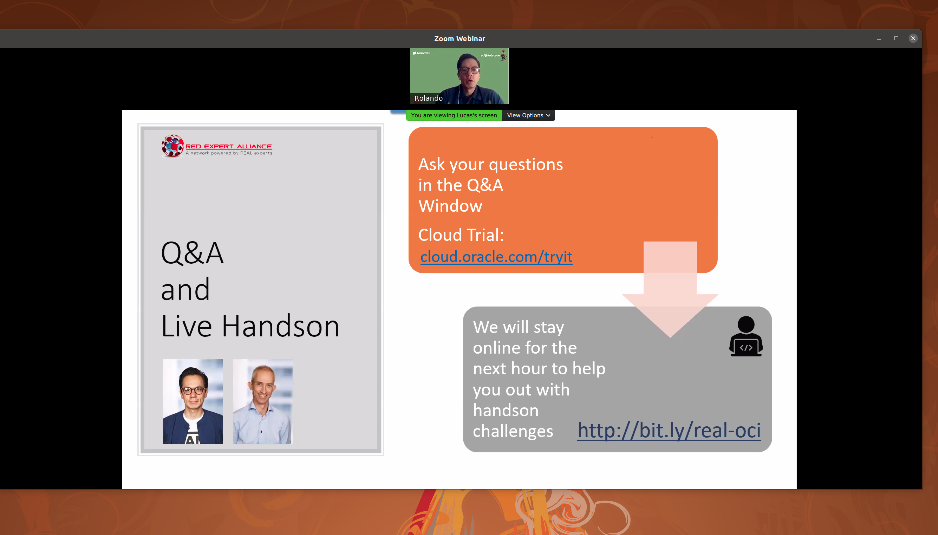 Zoom Webinar
Rolando
You are viewing Lucas's screen
View Options
RED EXPERT ALLIANCE
A network powered by REAL experts
Q&A
and
Live Handson
Ask your questions
in the Q&A
Window
Cloud Trial:
cloud.oracle.com/tryit
We will stay
online for the
next hour to help
you out with
handson
challenges
http://bit.ly/real-oci